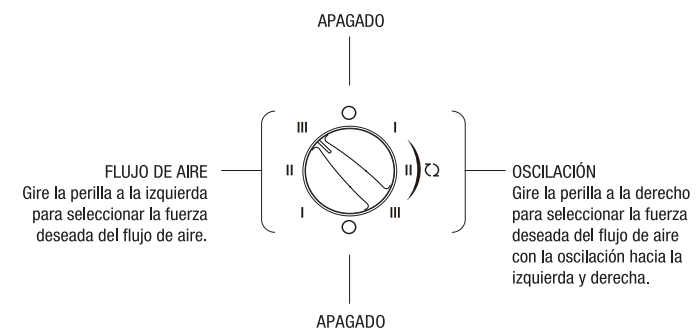 APAGADO
III
I
II
II
I
III
FLUJO DE AIRE
Gire la perilla a la izquierda
para seleccionar la fuerza
deseada del flujo de aire.
OSCILACIÓN
Gire la perilla a la derecho
para seleccionar la fuerza
deseada del flujo de aire
con la oscilación hacia la
izquierda y derecha.
APAGADO